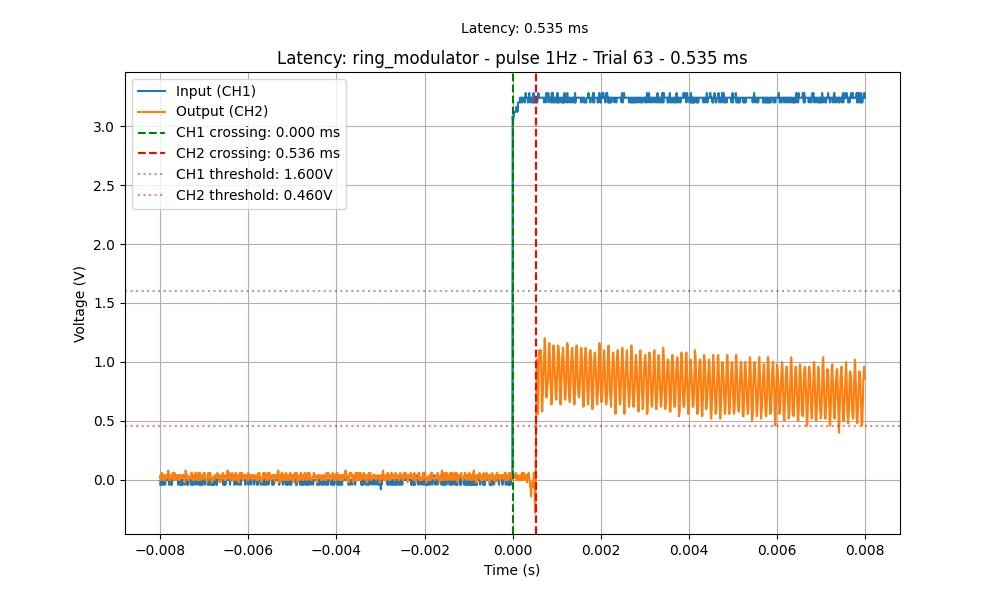 Latency: 0.535 ms
Latency: ring_modulator - pulse 1Hz - Trial 63 - 0.535 ms
Input (CH1)
Output (CH2)
CH1 crossing: 0.000 ms
CH2 crossing: 0.536 ms
CH1 threshold: 1.600V
CH2 threshold: 0.460V
Voltage (V)
3.0
2.5
2.0
1.5
1.0
0.5
0.0
−0.008 −0.006 −0.004 −0.002 0.000 0.002 0.004 0.006 0.008
Time (s)